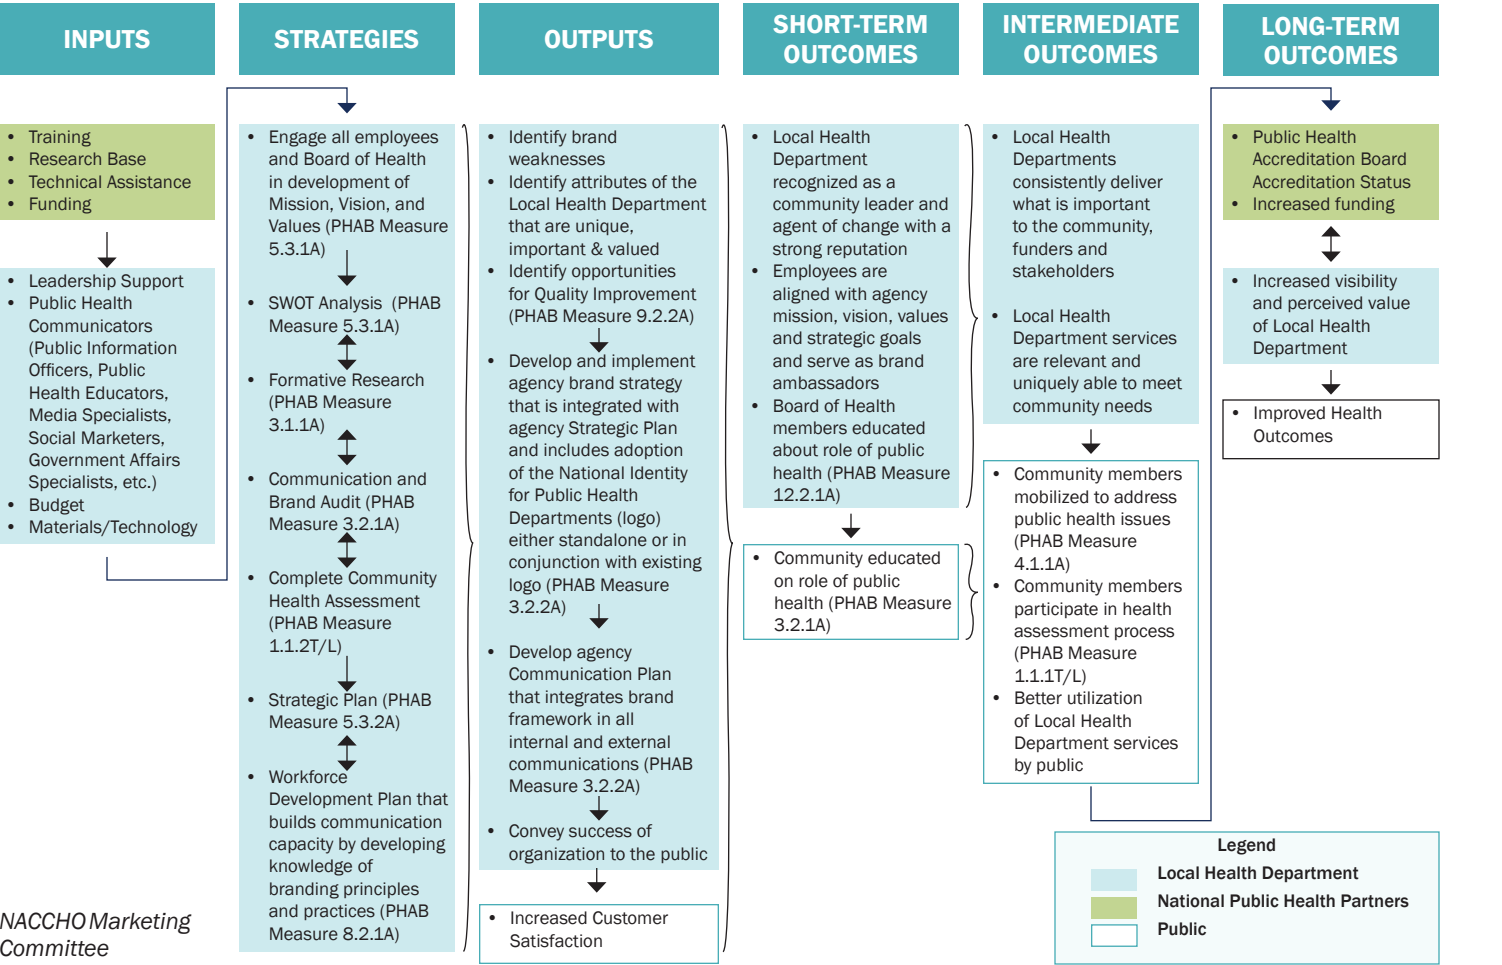 INPUTS
• Training
• Research Base
• Technical Assistance
• Funding
• Leadership Support
• Public Health
Communicators
(Public Information
Officers, Public
Health Educators,
Media Specialists,
Social Marketers,
Government Affairs
Specialists, etc.)
• Budget
• Materials/Technology
STRATEGIES
• Engage all employees
and Board of Health
in development of
Mission, Vision, and
Values (PHAB Measure
5.3.1A)
• SWOT Analysis (PHAB
Measure 5.3.1A)
• Formative Research
(PHAB Measure
3.1.1A)
• Communication and
Brand Audit (PHAB
Measure 3.2.1A)
• Complete Community
Health Assessment
(PHAB Measure
1.1.2T/L)
• Strategic Plan (PHAB
Measure 5.3.2A)
• Workforce
Development Plan that
builds communication
capacity by developing
knowledge of
branding principles
and practices (PHAB
Measure 8.2.1A)
OUTPUTS
• Identify brand
weaknesses
• Identify attributes of the
Local Health Department
that are unique,
important & valued
• Identify opportunities
for Quality Improvement
(PHAB Measure 9.2.2A)
• Develop and implement
agency brand strategy
that is integrated with
agency Strategic Plan
and includes adoption
of the National Identity
for Public Health
Departments (logo)
either standalone or in
conjunction with existing
logo (PHAB Measure
3.2.2A)
• Develop agency
Communication Plan
that integrates brand
framework in all
internal and external
communications (PHAB
Measure 3.2.2A)
• Convey success of
organization to the public
• Increased Customer
Satisfaction
SHORT-TERM
OUTCOMES
• Local Health
Department
recognized as a
community leader and
agent of change with a
strong reputation
• Employees are
aligned with agency
mission, vision, values
and strategic goals
and serve as brand
ambassadors
• Board of Health
members educated
about role of public
health (PHAB Measure
12.2.1A)
• Community educated
on role of public
health (PHAB Measure
3.2.1A)
INTERMEDIATE
OUTCOMES
• Local Health
Departments
consistently deliver
what is important
to the community,
funders and
stakeholders
• Local Health
Department services
are relevant and
uniquely able to meet
community needs
• Community members
mobilized to address
public health issues
(PHAB Measure
4.1.1A)
• Community members
participate in health
assessment process
(PHAB Measure
1.1.1T/L)
• Better utilization
of Local Health
Department services
by public
LONG-TERM
OUTCOMES
• Public Health
Accreditation Board
Accreditation Status
• Increased funding
• Increased visibility
and perceived value
of Local Health
Department
• Improved Health
Outcomes
Legend
Local Health Department
National Public Health Partners
Public
NACCHO Marketing
Committee